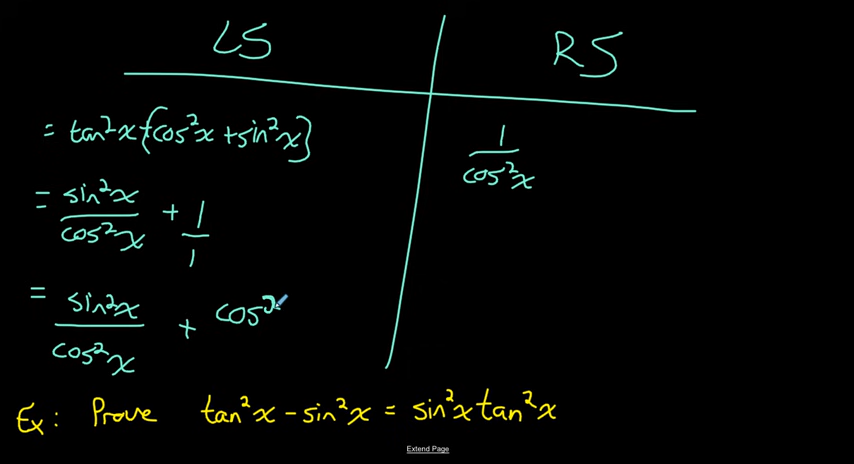 LS
RS
= tan²x + (cos²x + sin²x)
1
cos²x
= sin²x
cos²x
+ 1
1
= sin²x
cos²x
+ cos²
Ex: Prove tan²x - sin²x = sin²x tan²x
Extend Page